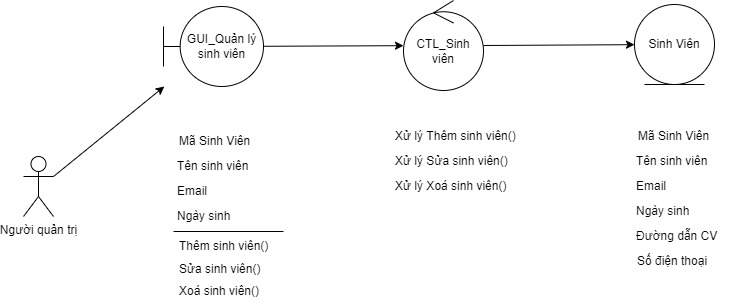 GUI_Quản lý
sinh viên
CTL_Sinh
viên
Sinh Viên
Người quản trị
Mã Sinh Viên
Tên sinh viên
Email
Ngày sinh
Thêm sinh viên()
Sửa sinh viên()
Xoá sinh viên()
Xử lý Thêm sinh viên()
Xử lý Sửa sinh viên()
Xử lý Xoá sinh viên()
Mã Sinh Viên
Tên sinh viên
Email
Ngày sinh
Đường dẫn CV
Số điện thoại